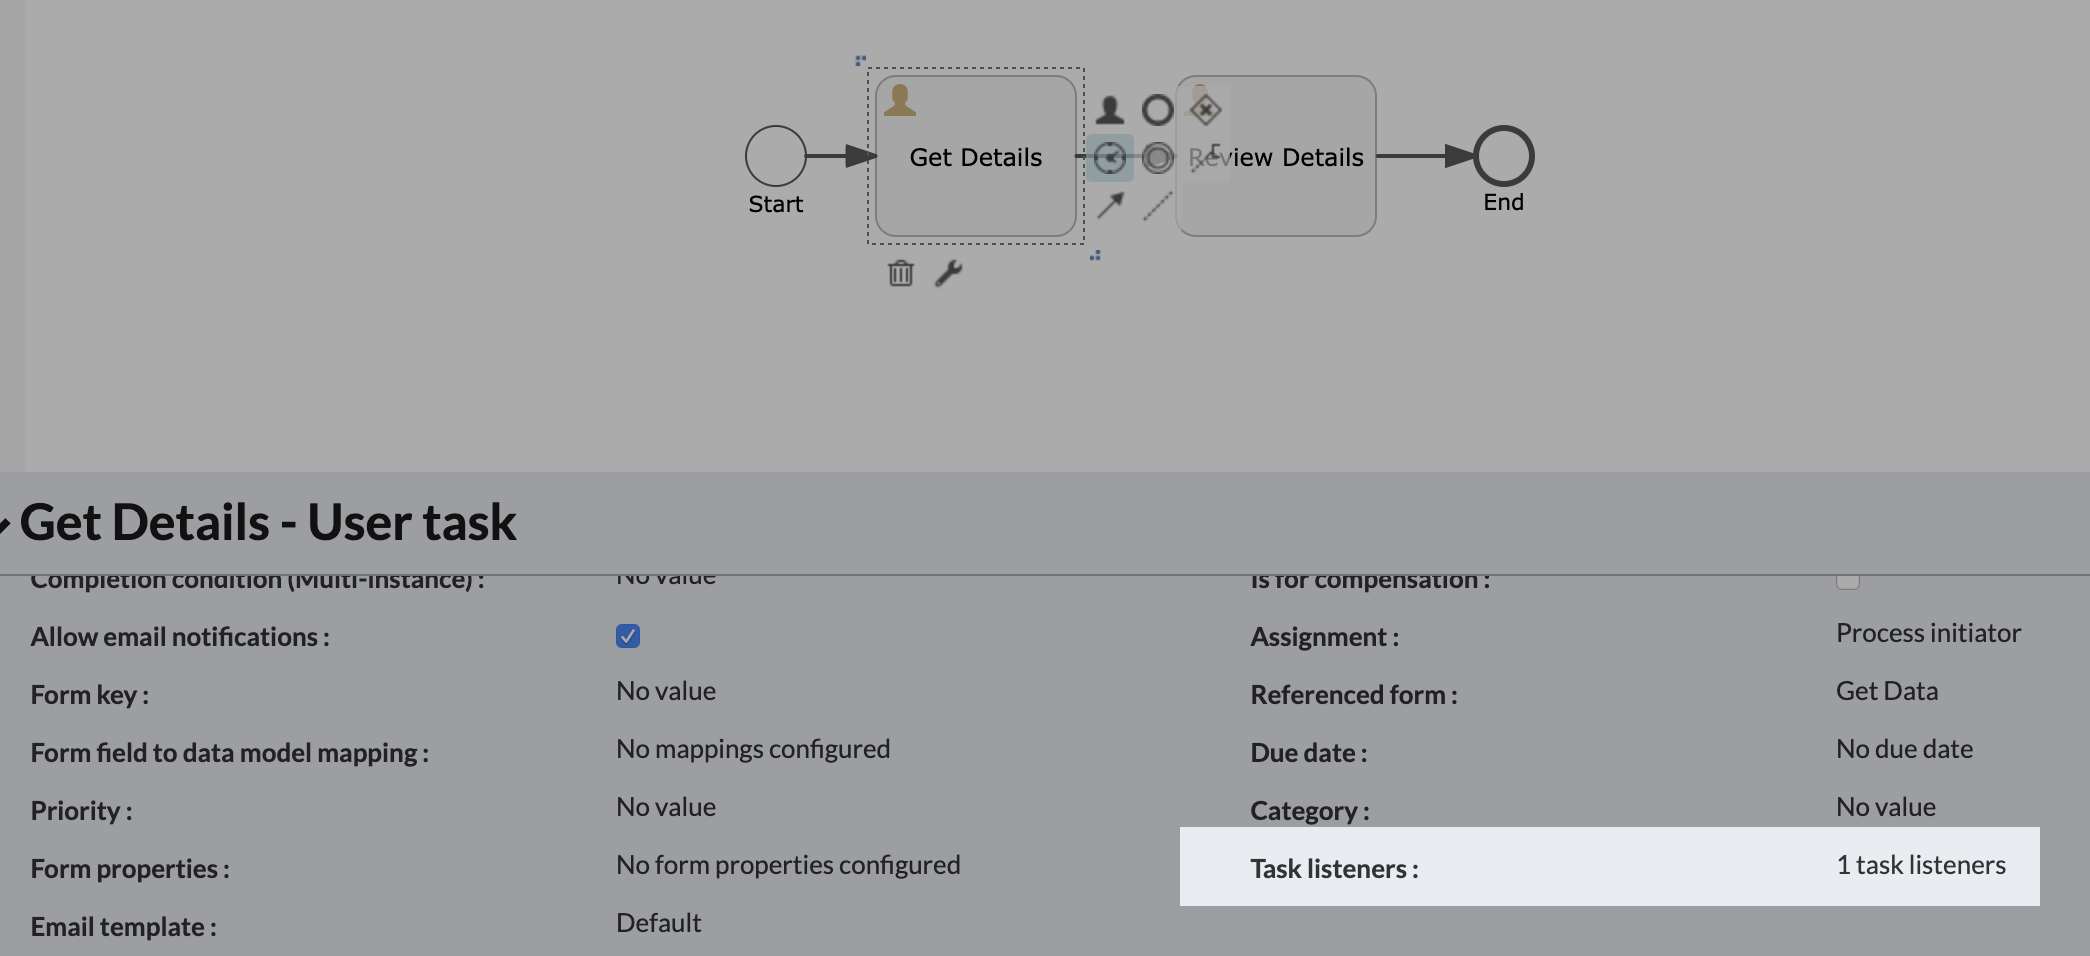 Get Details
Review Details
Start
End
Get Details - User task
Completion condition (Multi-instance) :
No value
Is for compensation :
Allow email notifications :
Assignment :
Process initiator
Form key :
No value
Referenced form :
Get Data
Form field to data model mapping :
No mappings configured
Due date :
No due date
Priority :
No value
Category :
No value
Form properties :
No form properties configured
Task listeners :
1 task listeners
Email template :
Default